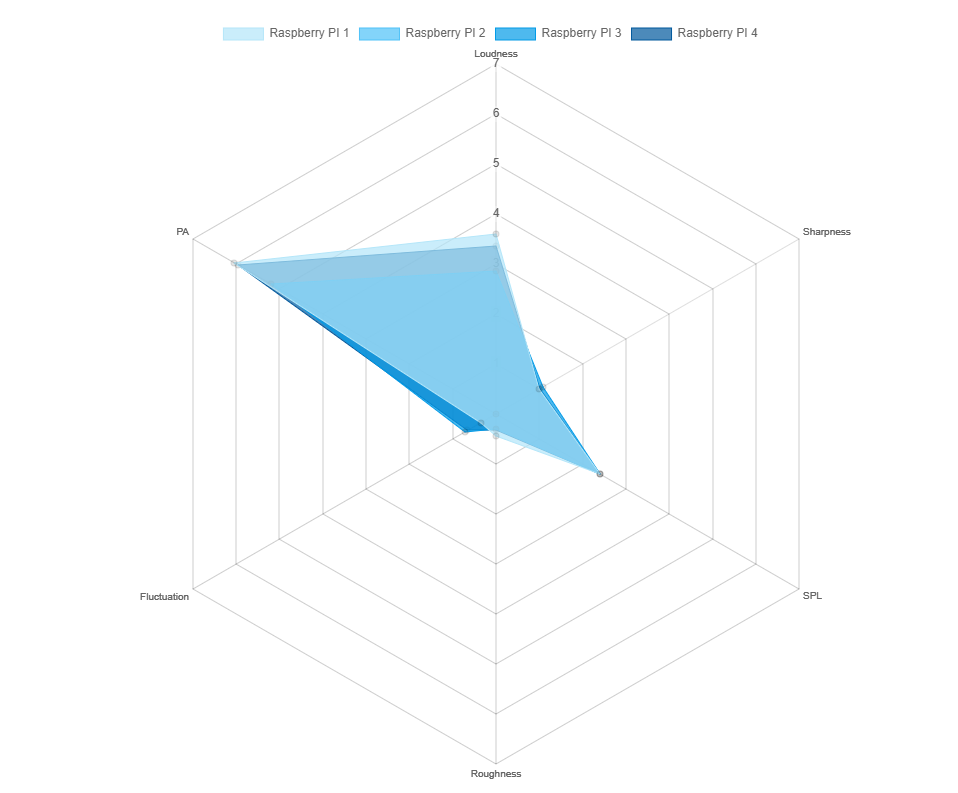 Raspberry PI 1 Raspberry PI 2 Raspberry PI 3 Raspberry PI 4
Loudness
7
6
5
4
PA
Sharpness
Fluctuation
SPL
Roughness